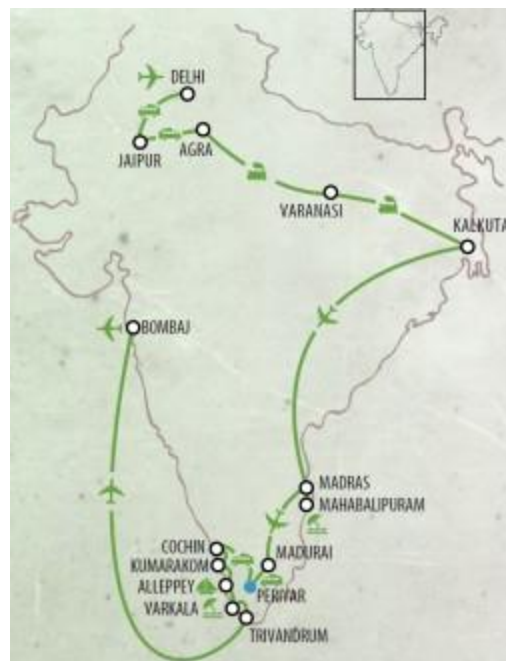 DELHI
JAIPUR
AGRA
VARANASI
KALKUTA
BOMBAJ
MADRAS
MAHABALIPURAM
COCHIN
MADURAI
KUMARAKOM
ALLEPPEY
PERIYAR
VARKALA
TRIVANDRUM